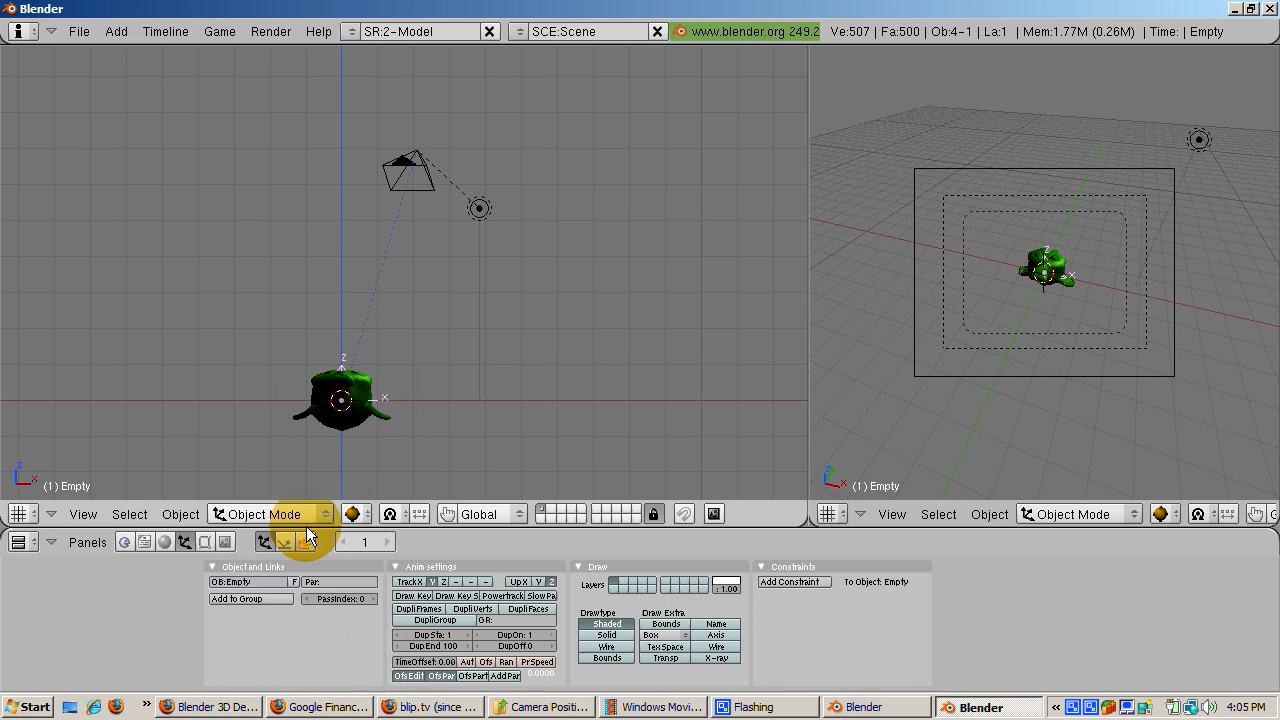 Blender
File Add Timeline Game Render Help SR:2-Model SCE:Scene www.blender.org 249.2 Ve:507 | Fa:500 | Ob:4-1 | La:1 | Mem:1.77M (0.26M) | Time: | Empty
Z
X
Z
X
Z
X
(1) Empty
Z
X
(1) Empty
View Select Object Object Mode Global
View Select Object Object Mode G
Panels 1
Object and Links
OB:Empty F Par:
Add to Group PassIndex: 0
Anim settings
TrackX Y Z - - - UpX Y Z
Draw Key Draw Key S Powertrack SlowPa
DupliFrames DupliVerts DupliFaces
DupliGroup GR:
DupSta: 1 DupOn: 1
DupEnd 100 DupOff 0
TimeOffset: 0.00 Aut Ofs Ran PrSpeed
OfsEdit OfsPar OfsPart AddPar 0.0000
Draw
Layers : 1.00
Drawtype Draw Extra
Shaded Bounds Name
Solid Box Axis
Wire TexSpace Wire
Bounds Transp X-ray
Constraints
Add Constraint To Object: Empty
Start Blender 3D De... Google Financ... blip.tv (since ... Camera Positi... Windows Movi... Flashing Blender Blender 4:05 PM